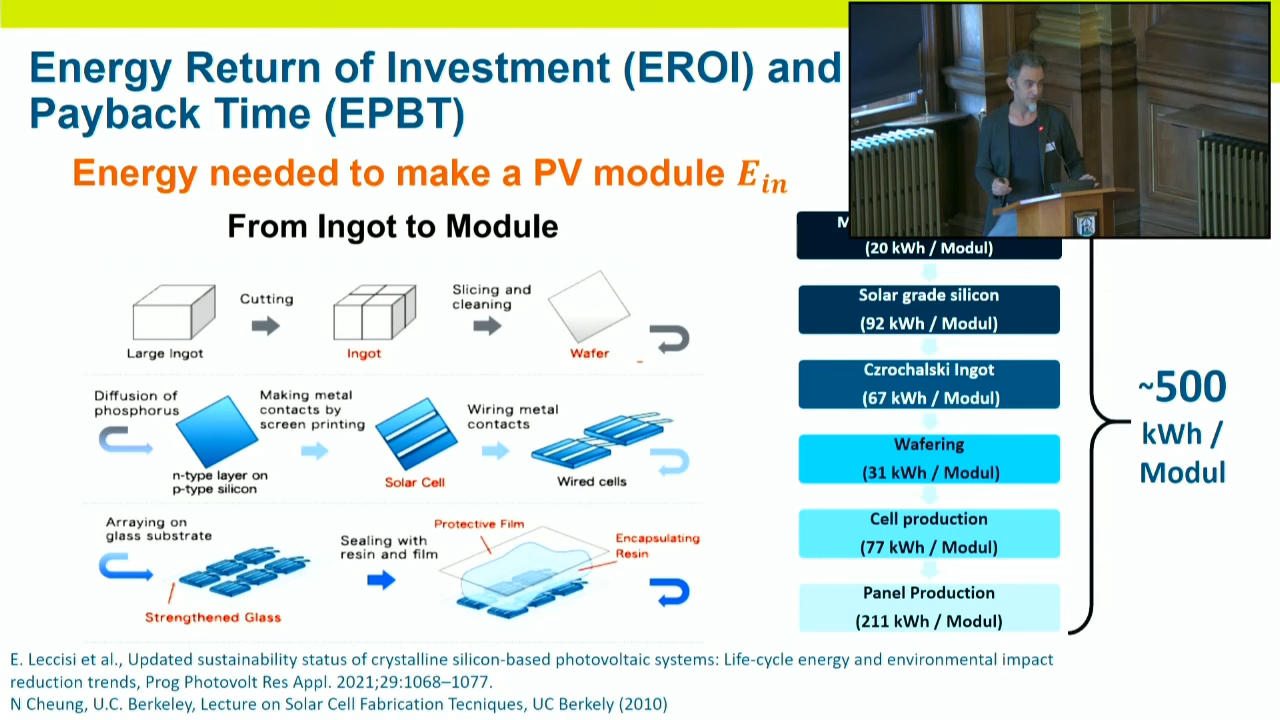 Energy Return of Investment (EROI) and
Payback Time (EPBT)
Energy needed to make a PV module E_in
From Ingot to Module
Cutting
Slicing and
cleaning
Large Ingot
Ingot
Wafer
Diffusion of
phosphorus
Making metal
contacts by
screen printing
Wiring metal
contacts
n-type layer on
p-type silicon
Solar Cell
Wired cells
Arraying on
glass substrate
Sealing with
resin and film
Protective Film
Encapsulating
Resin
Strengthened Glass
(20 kWh / Modul)
Solar grade silicon
(92 kWh / Modul)
Czrochalski Ingot
(67 kWh / Modul)
Wafering
(31 kWh / Modul)
Cell production
(77 kWh / Modul)
Panel Production
(211 kWh / Modul)
~500
kWh /
Modul
E. Leccisi et al., Updated sustainability status of crystalline silicon-based photovoltaic systems: Life-cycle energy and environmental impact
reduction trends, Prog Photovolt Res Appl. 2021;29:1068–1077.
N Cheung, U.C. Berkeley, Lecture on Solar Cell Fabrication Tecniques, UC Berkely (2010)